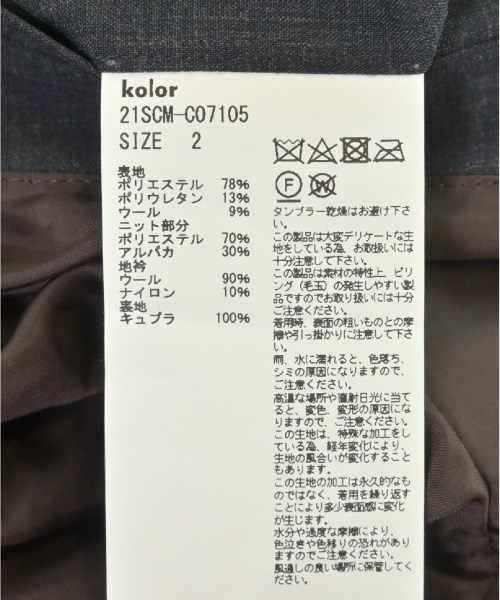 kolor
21SCM-C07105
SIZE 2
表地
ポリエステル 78%
ポリウレタン 13%
ウール 9%
ニット部分
ポリエステル 70%
アルパカ 30%
地衿
ウール 90%
ナイロン 10%
裏地
キュプラ 100%
F
W
タンブラー乾燥はお避け下さ
い。
この製品は大変デリケートな生
地をしている為、お取扱いには
十分注意して下さい。
この製品は素材の特性上、ピリ
ング(毛玉)の発生しやすい製
品ですのでお取り扱いには十分
ご注意ください。
着用時、表面の粗いものとの摩
擦や引っ掛かりに注意して下さ
い。
雨、水に濡れると、色落ち、
シミの原因になりますので、
ご注意ください。
高温な場所や直射日光に当て
ると、変色、変形の原因にな
りますので、ご注意ください。
この生地は、特殊な加工をし
ている為、経年変化により、
生地の風合いが変化すること
もあります。
この生地の加工は永久的なも
のではなく、着用を繰り返す
ことにより多少表面感に変化
が生じます。
水分や過度な摩擦により、
色泣きや色移りの恐れがあり
ますのでご注意ください。
風通しの良い場所に保管してく
ださい。